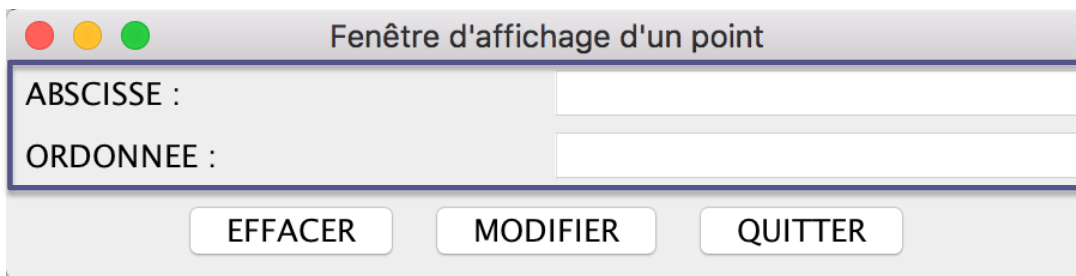 Fenêtre d'affichage d'un point
ABSCISSE :
ORDONNEE :
EFFACER MODIFIER QUITTER